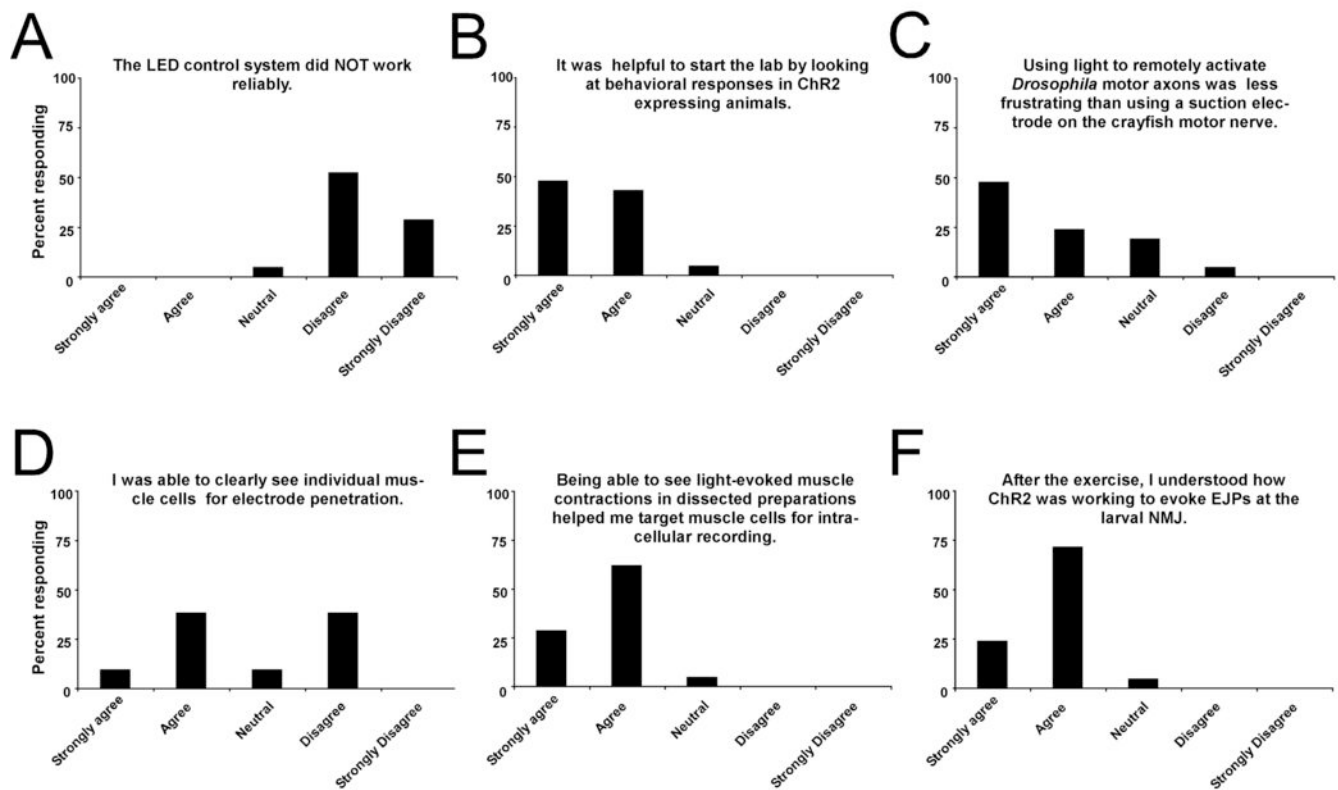 A
The LED control system did NOT work
reliably.
100
75
50
25
0
Percent responding
Strongly agree
Agree
Neutral
Disagree
Strongly Disagree
B
It was helpful to start the lab by looking
at behavioral responses in ChR2
expressing animals.
100
75
50
25
0
Strongly agree
Agree
Neutral
Disagree
Strongly Disagree
C
Using light to remotely activate
Drosophila motor axons was less
frustrating than using a suction elec-
trode on the crayfish motor nerve.
100
75
50
25
0
Strongly agree
Agree
Neutral
Disagree
Strongly Disagree
D
I was able to clearly see individual mus-
cle cells for electrode penetration.
100
75
50
25
0
Percent responding
Strongly agree
Agree
Neutral
Disagree
Strongly Disagree
E
Being able to see light-evoked muscle
contractions in dissected preparations
helped me target muscle cells for intra-
cellular recording.
100
75
50
25
0
Strongly agree
Agree
Neutral
Disagree
Strongly Disagree
F
After the exercise, I understood how
ChR2 was working to evoke EJPs at the
larval NMJ.
100
75
50
25
0
Strongly agree
Agree
Neutral
Disagree
Strongly Disagree